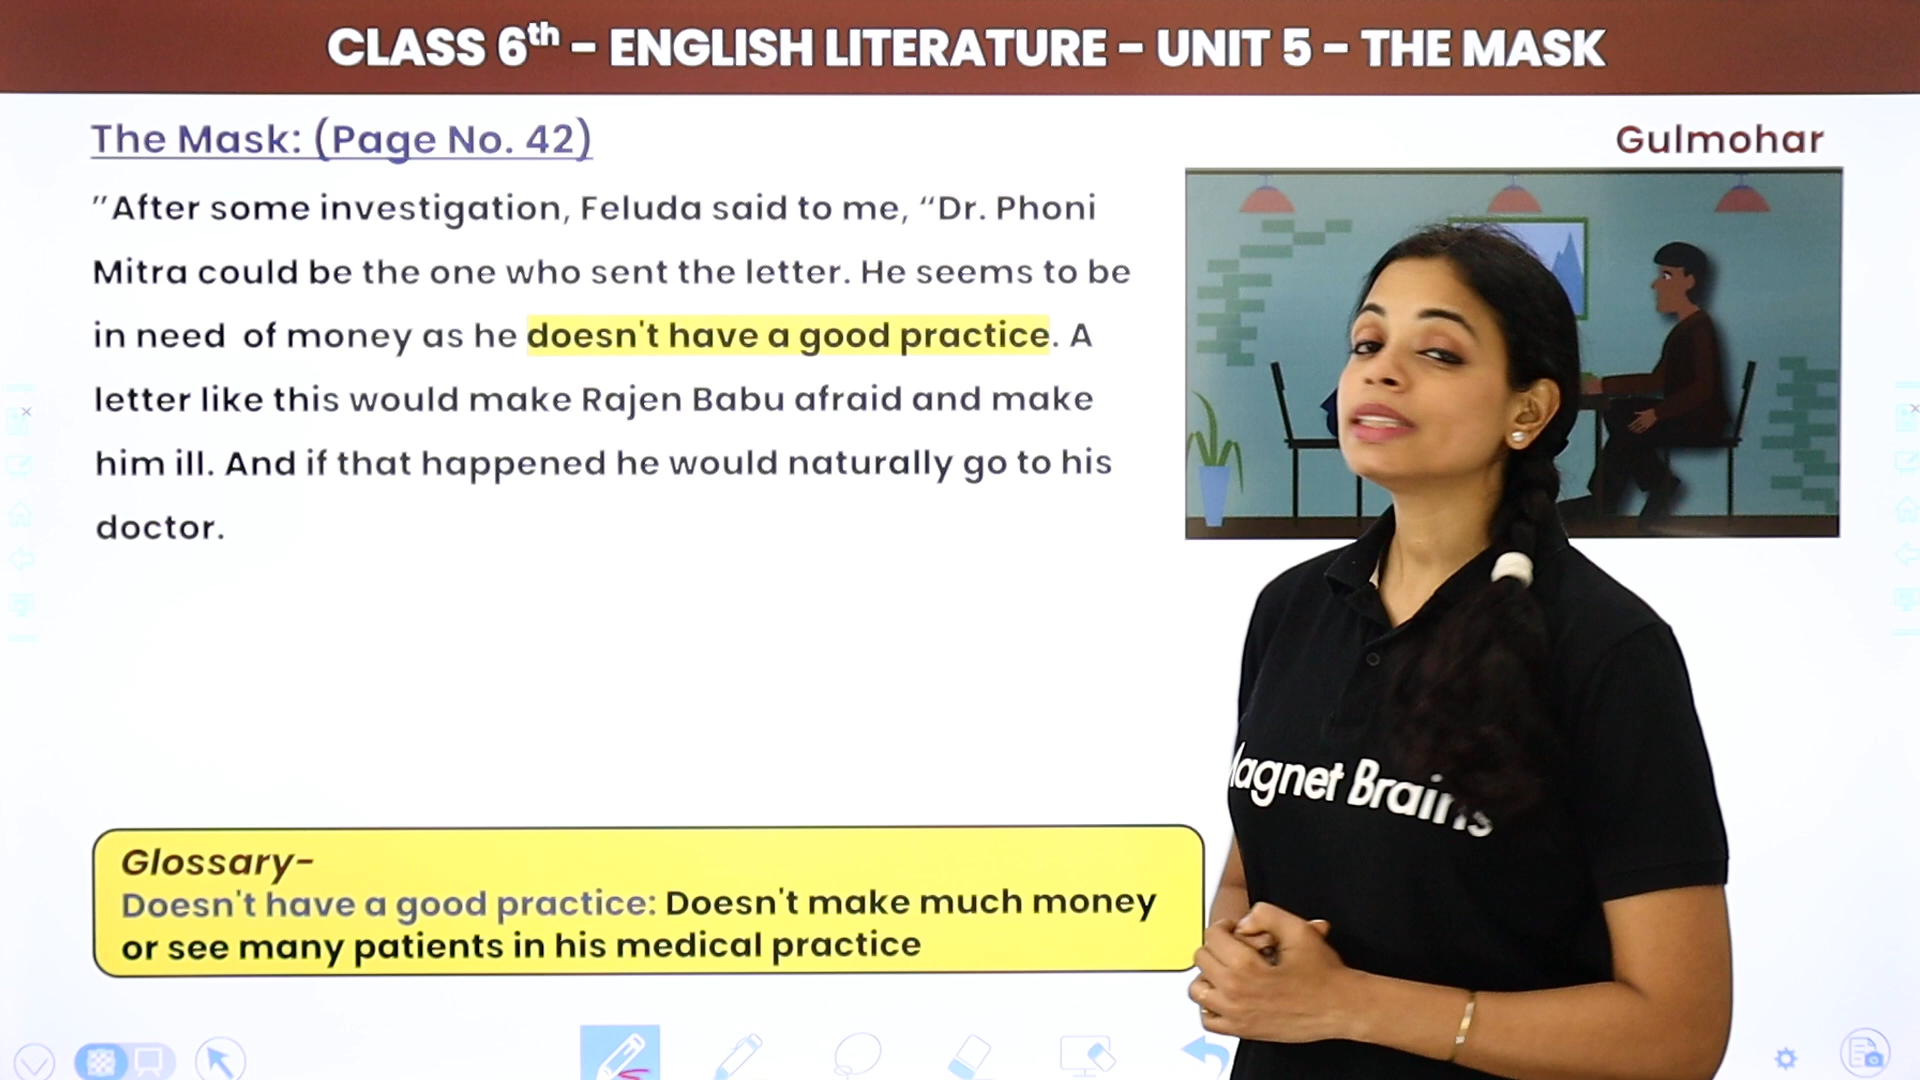 CLASS 6th - ENGLISH LITERATURE - UNIT 5 - THE MASK
The Mask: (Page No. 42)
Gulmohar
"After some investigation, Feluda said to me, "Dr. Phoni
Mitra could be the one who sent the letter. He seems to be
in need of money as he doesn't have a good practice. A
letter like this would make Rajen Babu afraid and make
him ill. And if that happened he would naturally go to his
doctor.
Glossary-
Doesn't have a good practice: Doesn't make much money
or see many patients in his medical practice
Magnet Brains